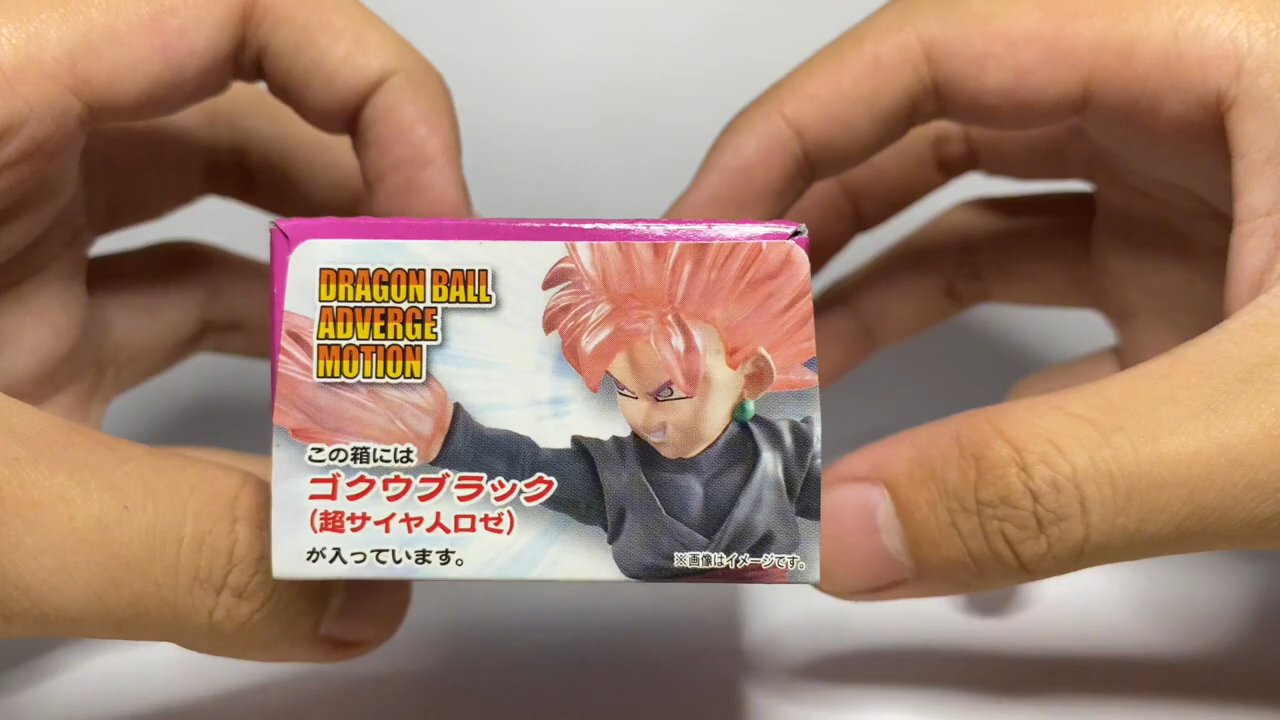 DRAGON BALL
ADVERGE
MOTION
この箱には
ゴクウブラック
(超サイヤ人ロゼ)
が入っています。
※画像はイメージです。